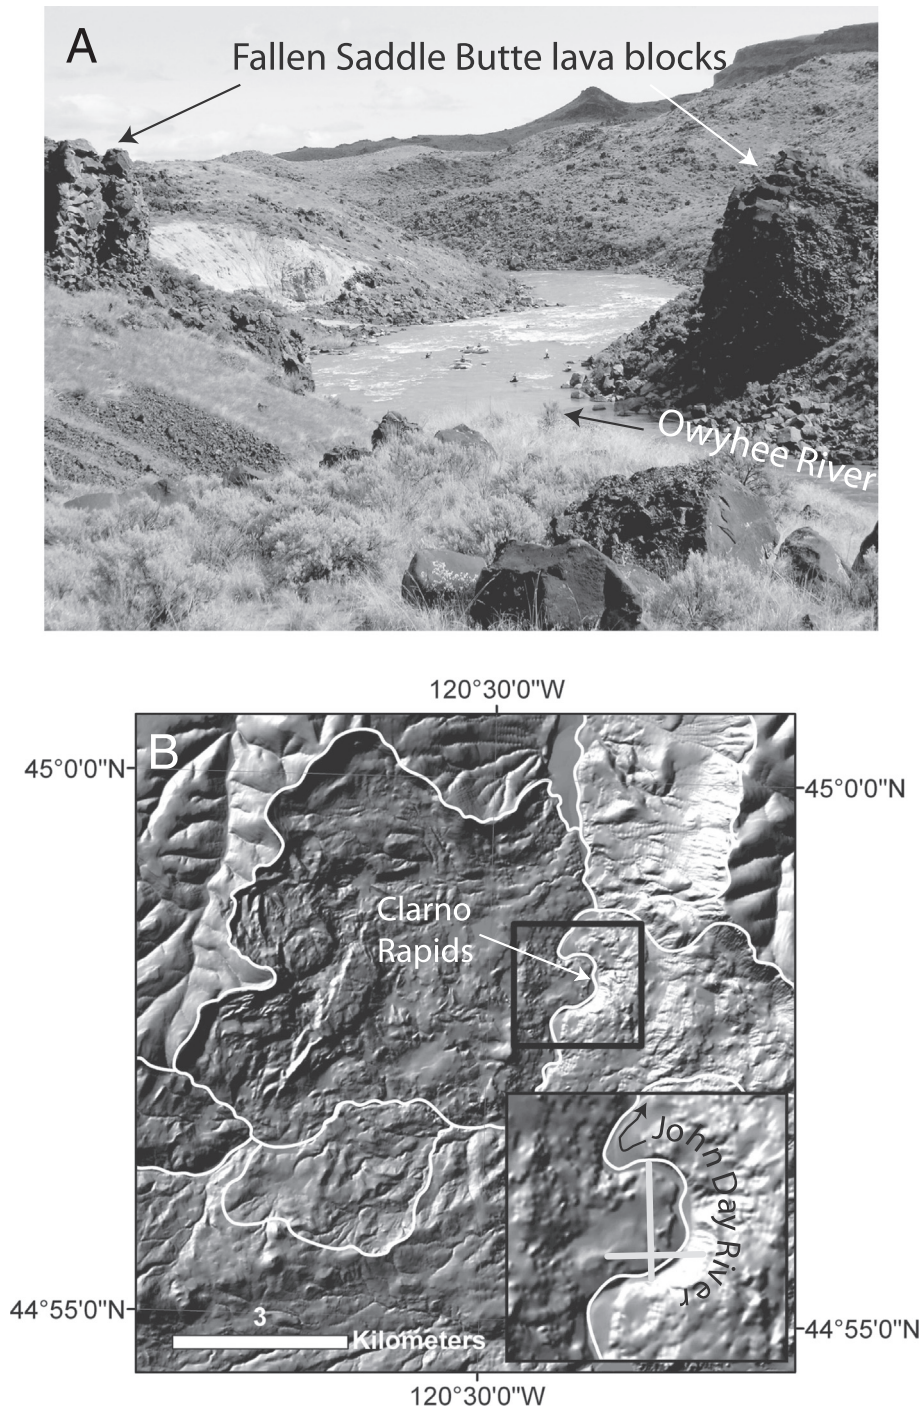 A
Fallen Saddle Butte lava blocks
Owyhee River
120°30'0"W
B
45°0'0"N
45°0'0"N
Clarno
Rapids
John Day River
44°55'0"N
3
Kilometers
44°55'0"N
120°30'0"W